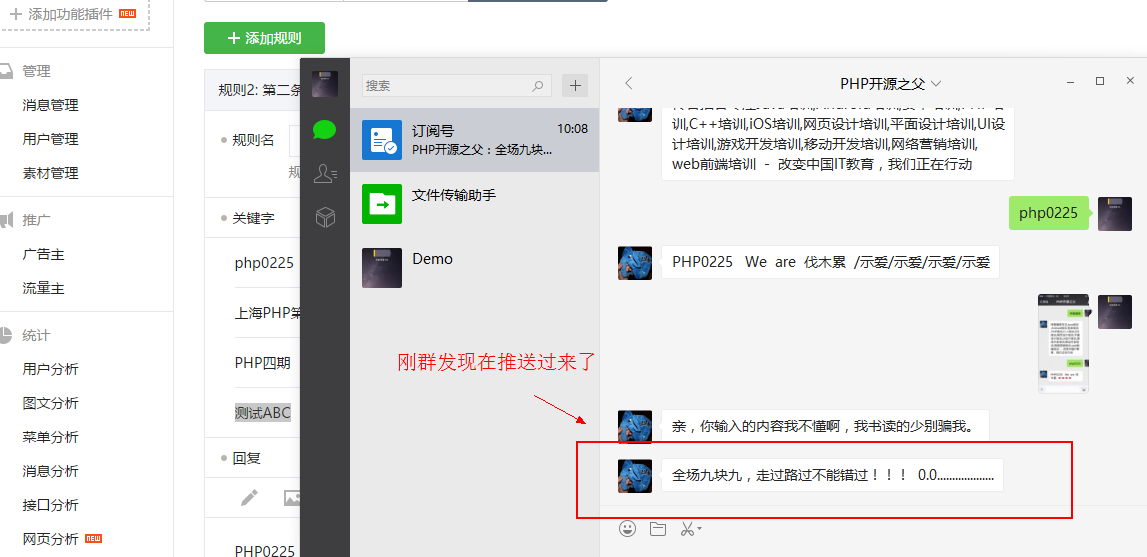 添加功能插件 NEW
管理
消息管理
用户管理
素材管理
推广
广告主
流量主
统计
用户分析
图文分析
菜单分析
消息分析
接口分析
网页分析 NEW
添加规则
规则2: 第二条
规则名
规
关键字
php0225
上海PHP第
PHP四期
测试ABC
回复
PHP0225
搜索
订阅号 10:08
PHP开源之父：全场九块九...
文件传输助手
Demo
刚群发现在推送过来了
PHP开源之父
训,C++培训,iOS培训,网页设计培训,平面设计培训,UI设
计培训,游戏开发培训,移动开发培训,网络营销培训,
web前端培训 - 改变中国IT教育，我们正在行动
php0225
PHP0225 We are 伐木累 /示爱/示爱/示爱/示爱
亲，你输入的内容我不懂啊，我书读的少别骗我。
全场九块九，走过路过不能错过！！！ 0.0...................